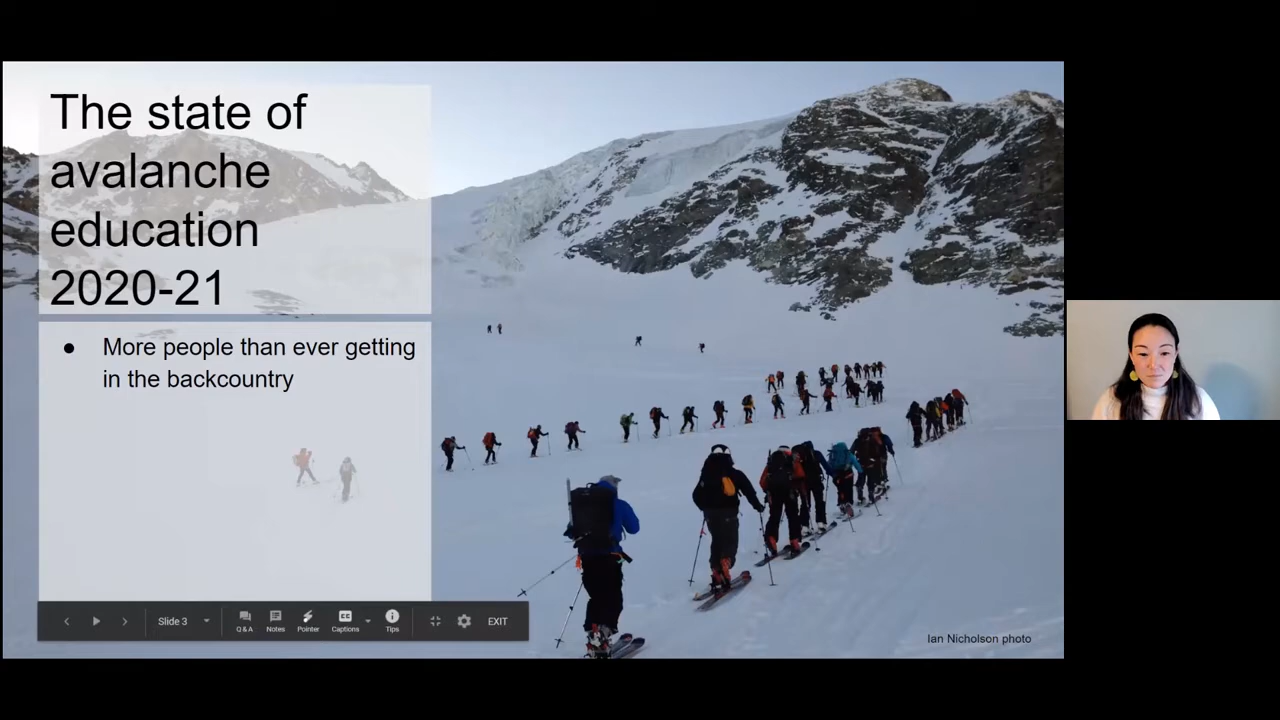 The state of
avalanche
education
2020-21
● More people than ever getting
in the backcountry
Slide 3
Q & A
Notes
Pointer
CC
Captions
Tips
EXIT
Ian Nicholson photo